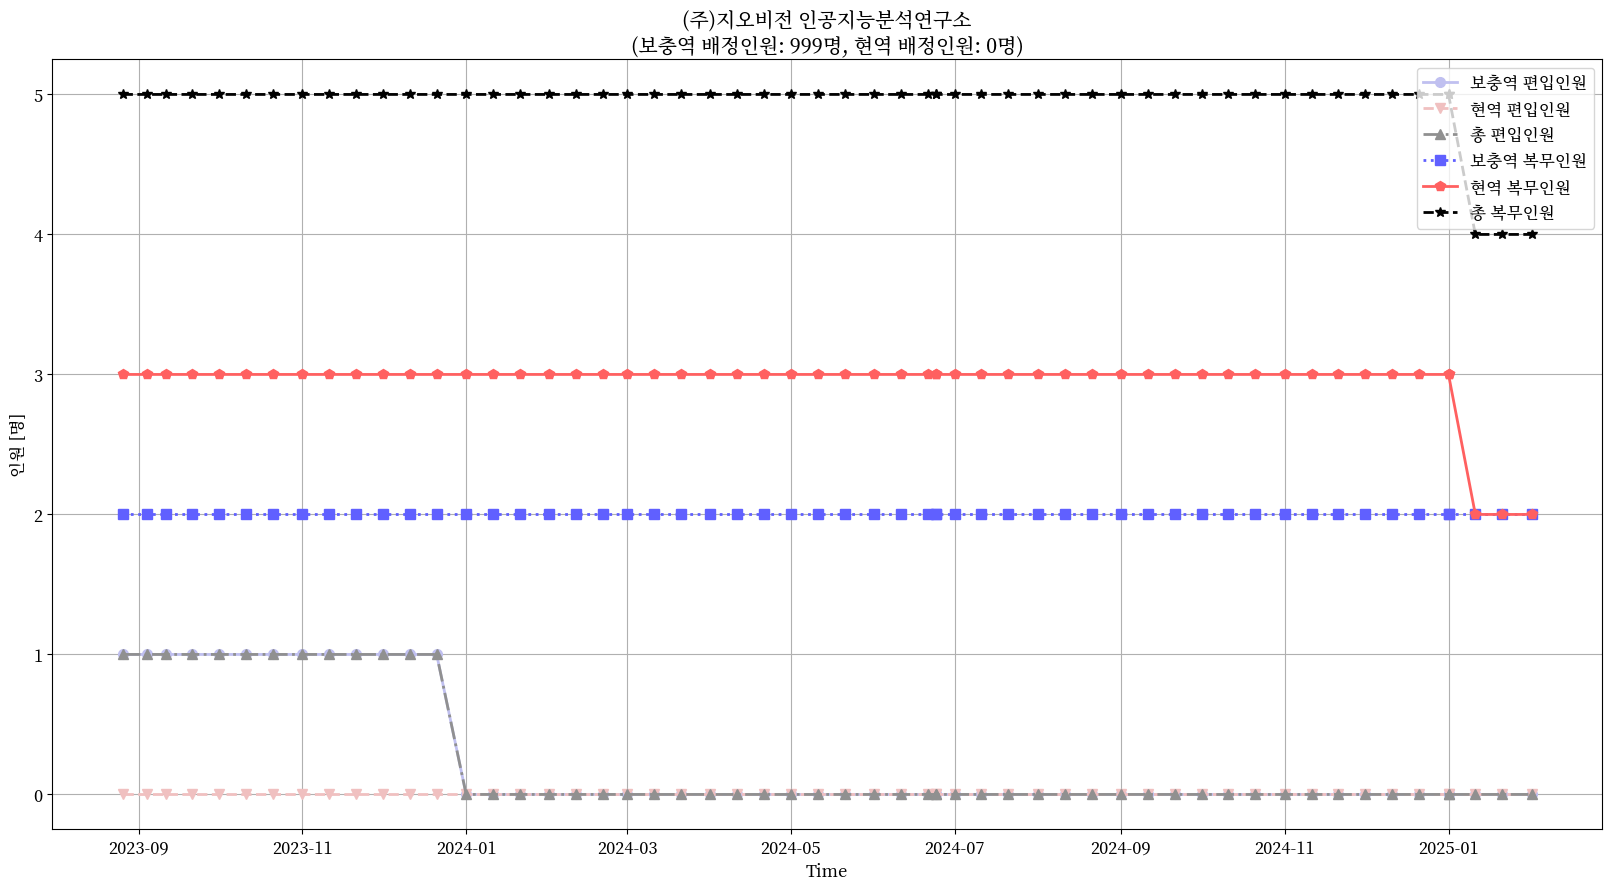 (주)지오비전 인공지능분석연구소
(보충역 배정인원: 999명, 현역 배정인원: 0명)
보충역 편입인원
현역 편입인원
총 편입인원
보충역 복무인원
현역 복무인원
총 복무인원
5
4
3
2
1
0
인원 [명]
2023-09 2023-11 2024-01 2024-03 2024-05 2024-07 2024-09 2024-11 2025-01
Time